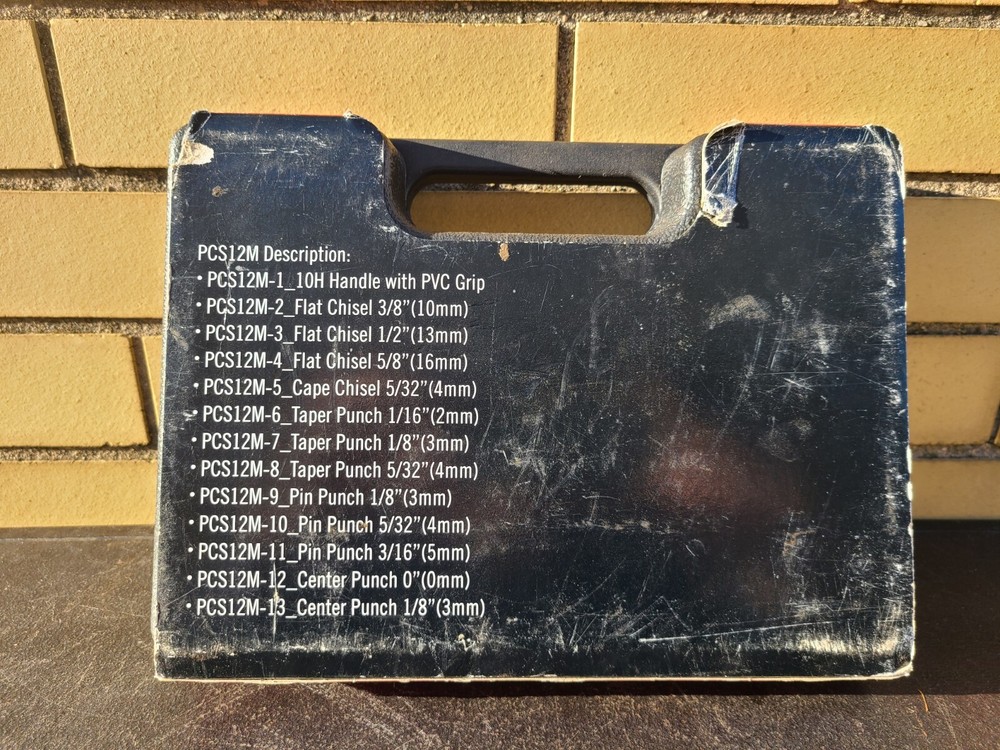 PCS12M Description:
• PCS12M-1_10H Handle with PVC Grip
• PCS12M-2_Flat Chisel 3/8”(10mm)
• PCS12M-3_Flat Chisel 1/2”(13mm)
• PCS12M-4_Flat Chisel 5/8”(16mm)
• PCS12M-5_Cape Chisel 5/32”(4mm)
• PCS12M-6_Taper Punch 1/16”(2mm)
• PCS12M-7_Taper Punch 1/8”(3mm)
• PCS12M-8_Taper Punch 5/32”(4mm)
• PCS12M-9_Pin Punch 1/8”(3mm)
• PCS12M-10_Pin Punch 5/32”(4mm)
• PCS12M-11_Pin Punch 3/16”(5mm)
• PCS12M-12_Center Punch 0”(0mm)
• PCS12M-13_Center Punch 1/8”(3mm)